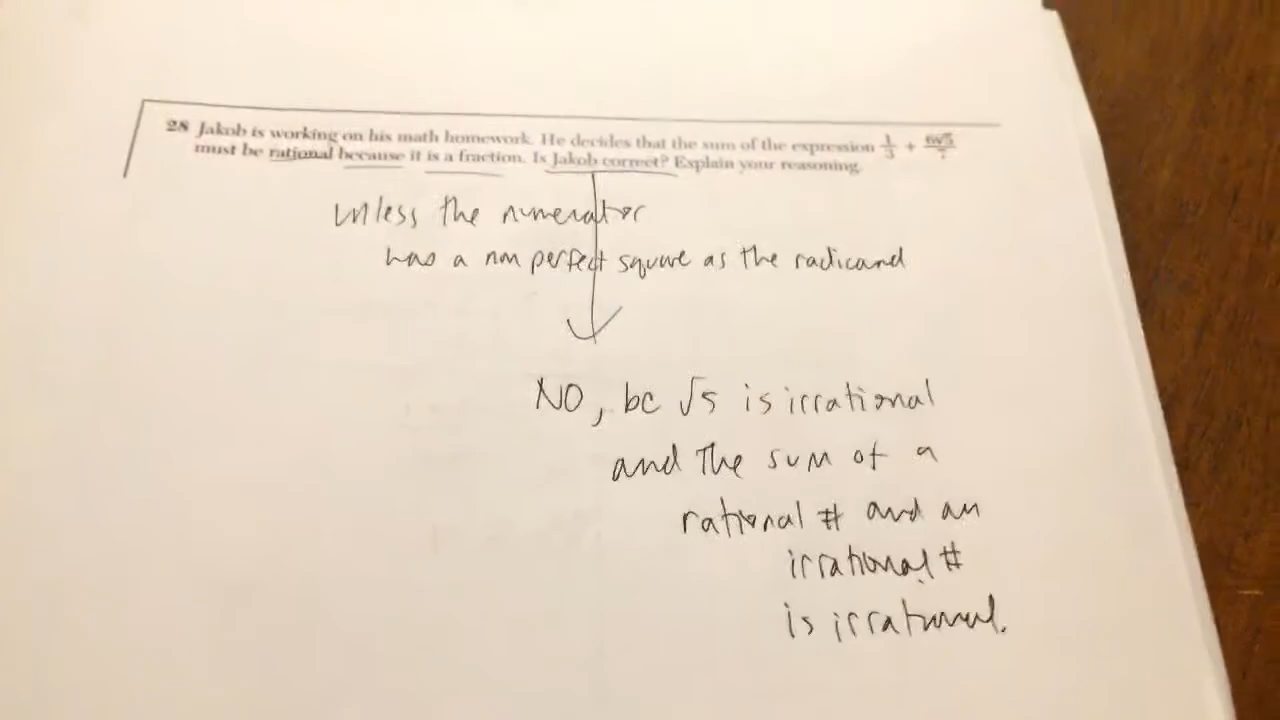 28 Jakob is working on his math homework. He decides that the sum of the expression 1/3 + 6√5/7
must be rational because it is a fraction. Is Jakob correct? Explain your reasoning.
unless the numerator
has a non perfect square as the radicand
NO, bc √5 is irrational
and the sum of a
rational # and an
irrational #
is irrational.